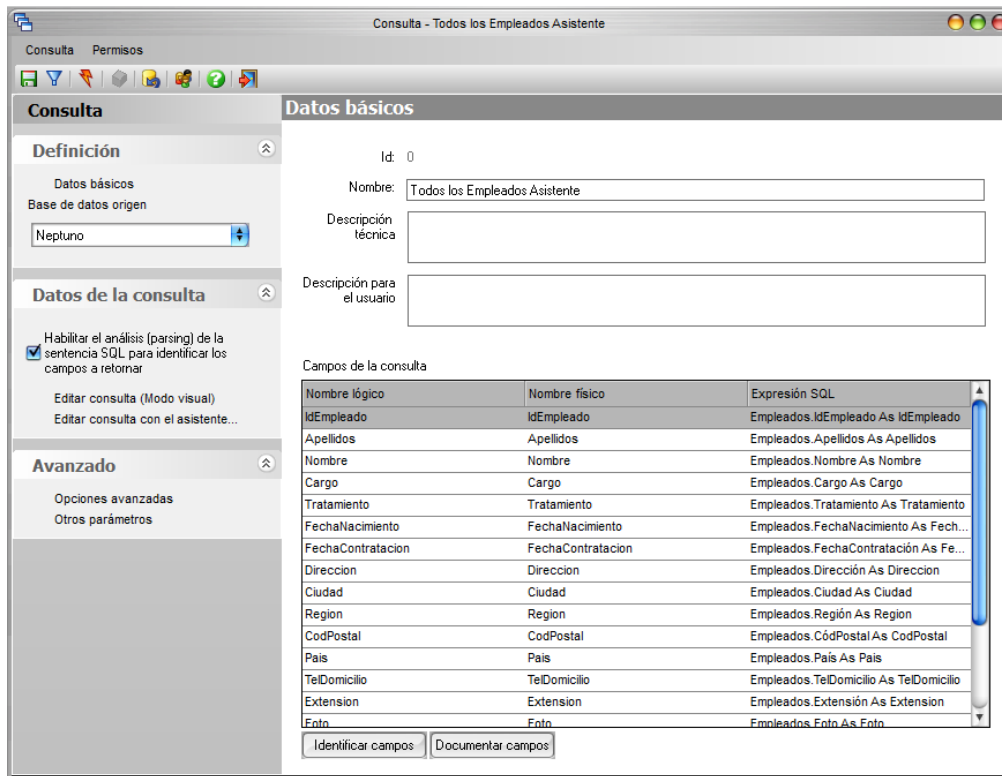 Consulta - Todos los Empleados Asistente
Consulta Permisos
Consulta
Definición
Datos básicos
Base de datos origen
Neptuno
Datos de la consulta
Habilitar el análisis (parsing) de la
sentencia SQL para identificar los
campos a retornar
Editar consulta (Modo visual)
Editar consulta con el asistente...
Avanzado
Opciones avanzadas
Otros parámetros
Datos básicos
Id: 0
Nombre: Todos los Empleados Asistente
Descripción
técnica
Descripción para
el usuario
Campos de la consulta
Nombre lógico Nombre físico Expresión SQL
IdEmpleado IdEmpleado Empleados.IdEmpleado As IdEmpleado
Apellidos Apellidos Empleados.Apellidos As Apellidos
Nombre Nombre Empleados.Nombre As Nombre
Cargo Cargo Empleados.Cargo As Cargo
Tratamiento Tratamiento Empleados.Tratamiento As Tratamiento
FechaNacimiento FechaNacimiento Empleados.FechaNacimiento As Fech...
FechaContratacion FechaContratacion Empleados.FechaContratación As Fe...
Direccion Direccion Empleados.Dirección As Direccion
Ciudad Ciudad Empleados.Ciudad As Ciudad
Region Region Empleados.Región As Region
CodPostal CodPostal Empleados.CódPostal As CodPostal
Pais Pais Empleados.País As Pais
TelDomicilio TelDomicilio Empleados.TelDomicilio As TelDomicilio
Extension Extension Empleados.Extensión As Extension
Foto Foto Empleados.Foto As Foto
Identificar campos Documentar campos